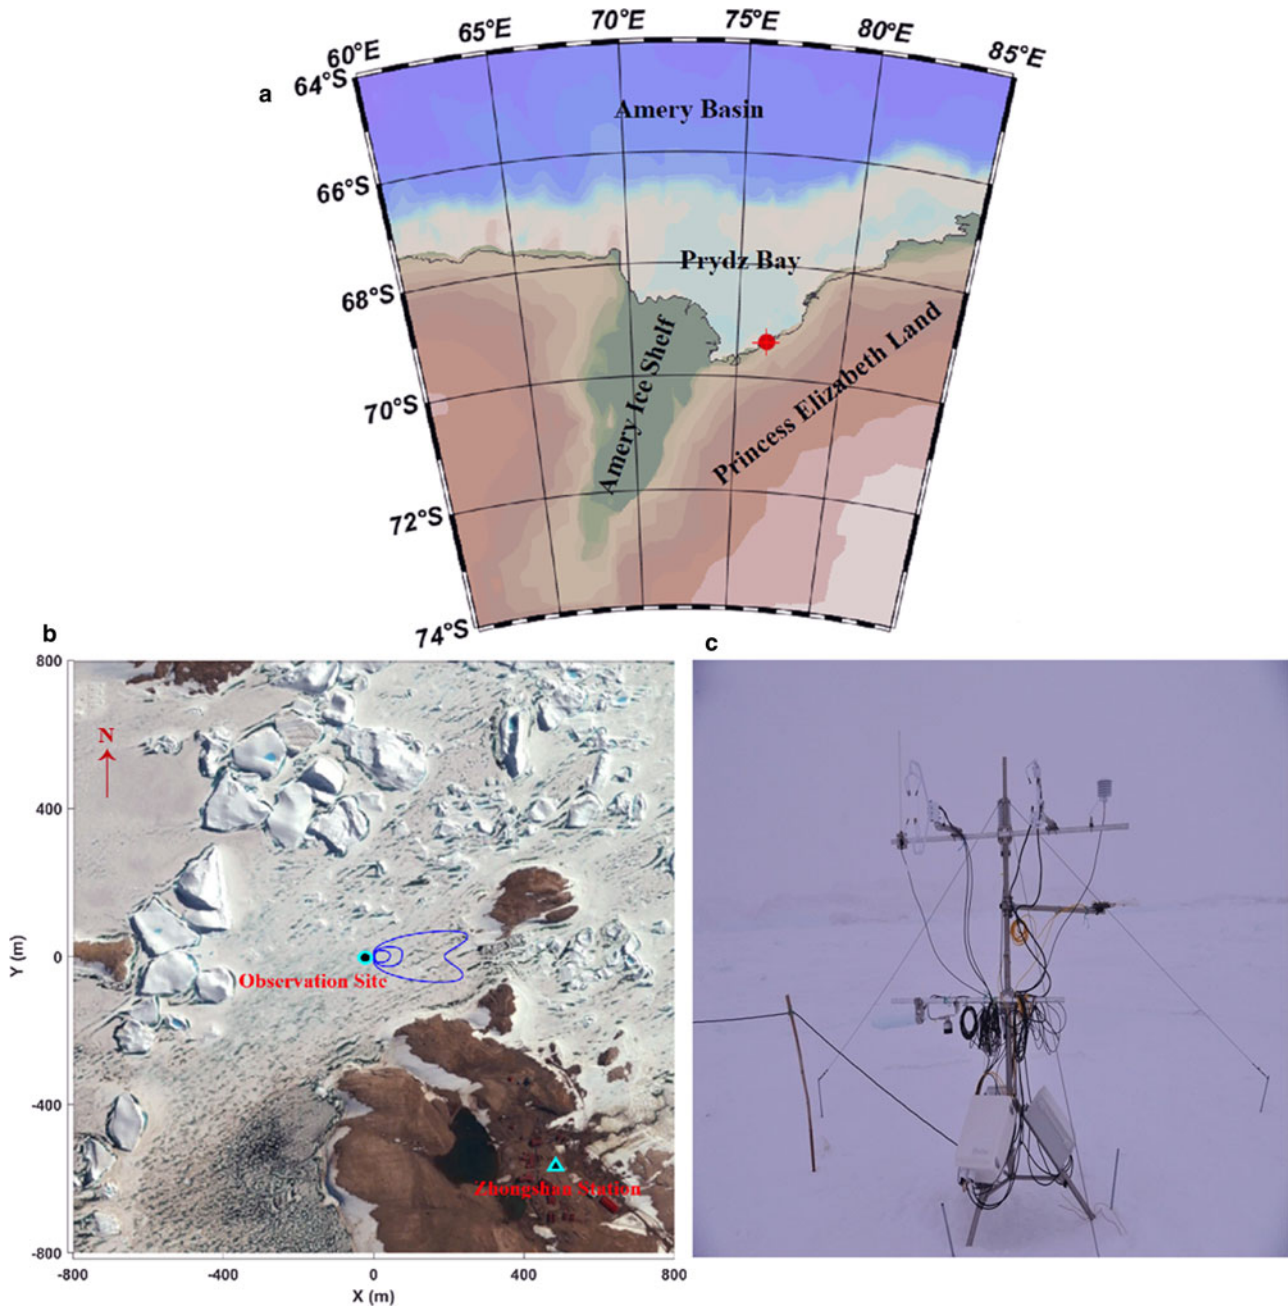 60°E 65°E 70°E 75°E 80°E 85°E
64°S
a
Amery Basin
66°S
Prydz Bay
68°S
Amery Ice Shelf
Princess Elizabeth Land
70°S
72°S
74°S
b
c
800
N
400
Y (m)
0
Observation Site
-400
Zhongshan Station
-800
-800 -400 0 400 800
X (m)